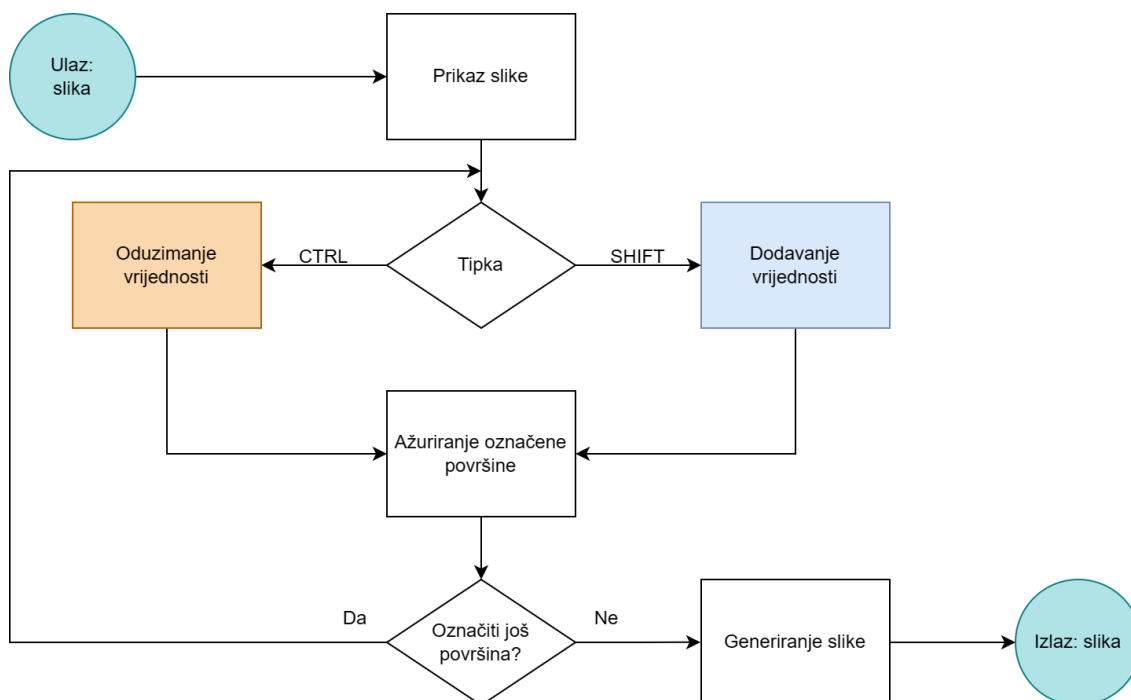 Ulaz:
slika
Prikaz slike
Oduzimanje
vrijednosti
CTRL
Tipka
SHIFT
Dodavanje
vrijednosti
Ažuriranje označene
površine
Da
Označiti još
površina?
Ne
Generiranje slike
Izlaz: slika